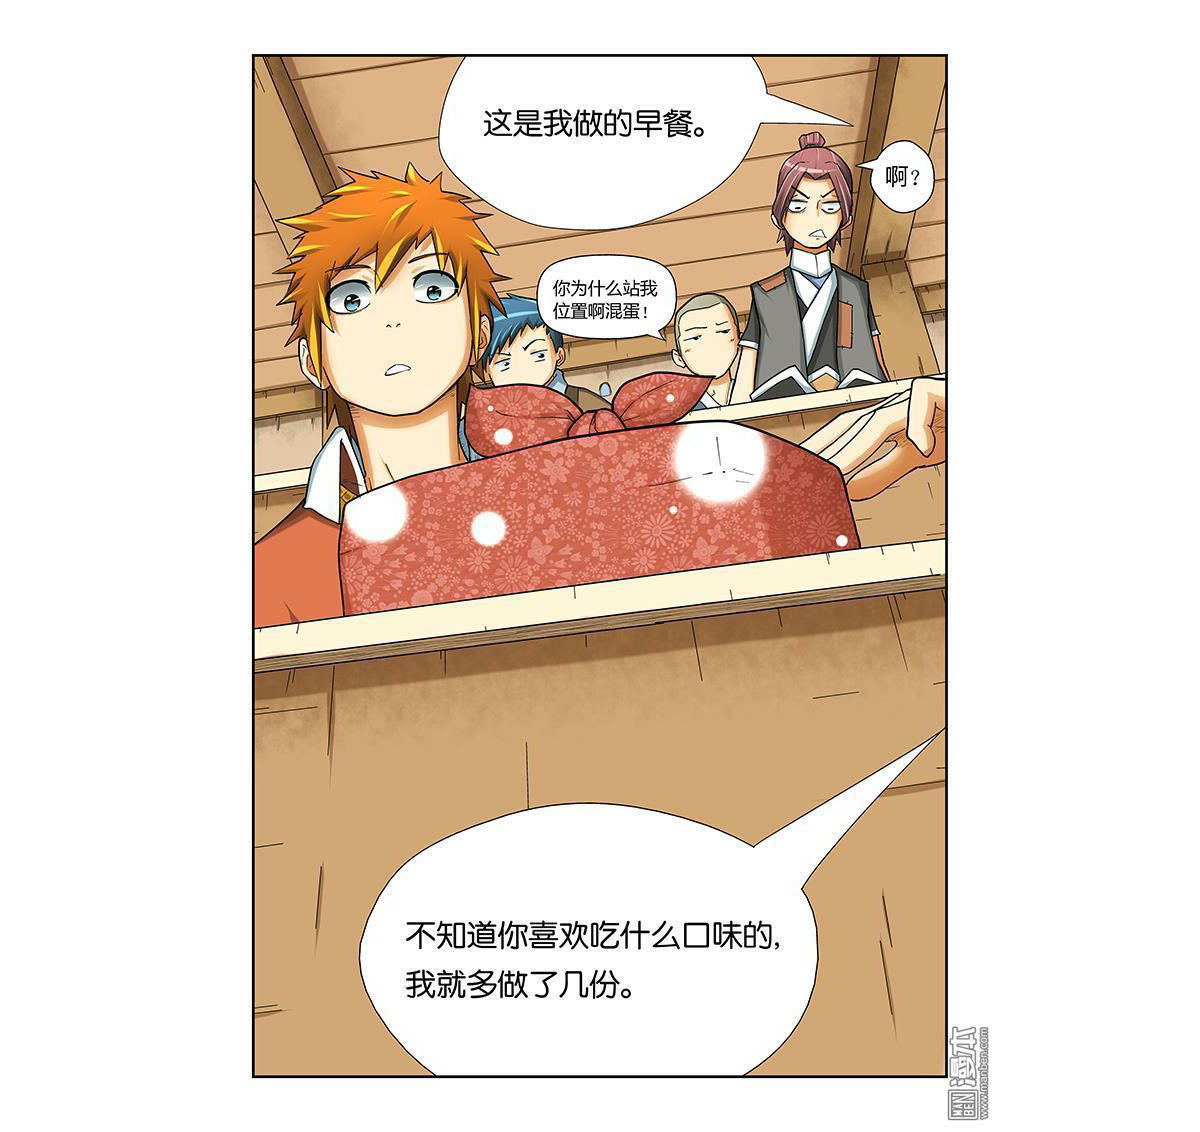 这是我做的早餐。
啊？
你为什么站我
位置啊混蛋！
不知道你喜欢吃什么口味的,
我就多做了几份。
MAN
BEN
漫本
www.manben.com